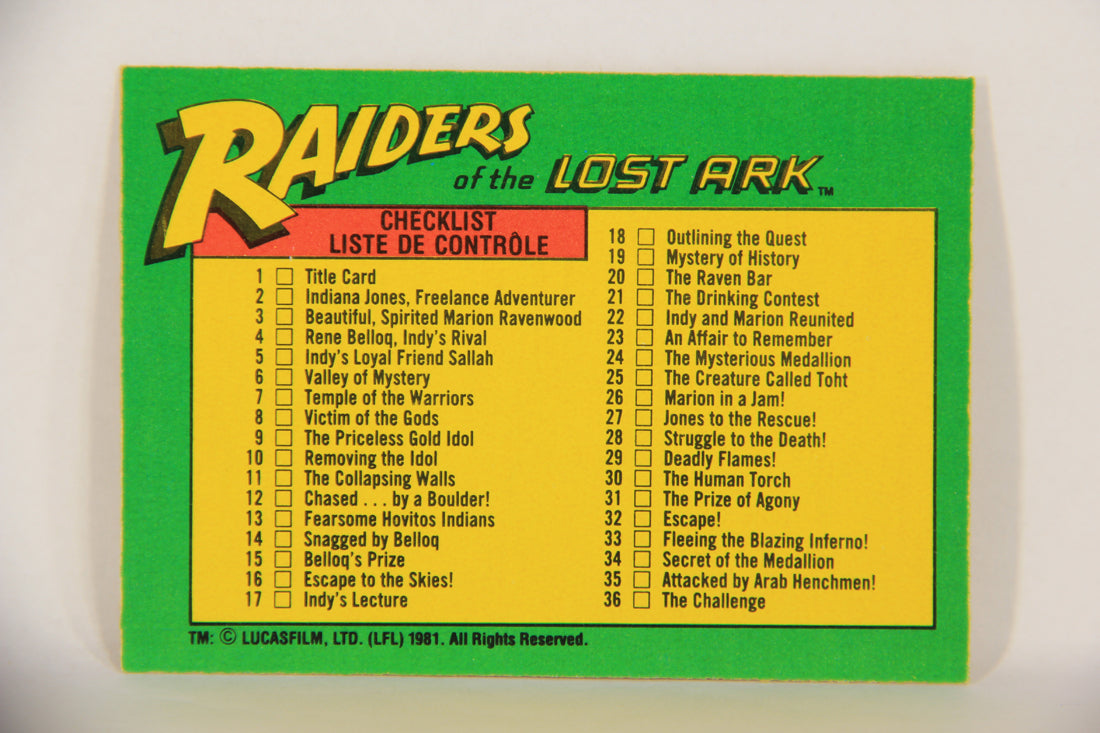 RAIDERS
of the LOST ARK™
CHECKLIST
LISTE DE CONTRÔLE
1 □ Title Card
2 □ Indiana Jones, Freelance Adventurer
3 □ Beautiful, Spirited Marion Ravenwood
4 □ Rene Belloq, Indy's Rival
5 □ Indy's Loyal Friend Sallah
6 □ Valley of Mystery
7 □ Temple of the Warriors
8 □ Victim of the Gods
9 □ The Priceless Gold Idol
10 □ Removing the Idol
11 □ The Collapsing Walls
12 □ Chased . . . by a Boulder!
13 □ Fearsome Hovitos Indians
14 □ Snagged by Belloq
15 □ Belloq's Prize
16 □ Escape to the Skies!
17 □ Indy's Lecture
18 □ Outlining the Quest
19 □ Mystery of History
20 □ The Raven Bar
21 □ The Drinking Contest
22 □ Indy and Marion Reunited
23 □ An Affair to Remember
24 □ The Mysterious Medallion
25 □ The Creature Called Toht
26 □ Marion in a Jam!
27 □ Jones to the Rescue!
28 □ Struggle to the Death!
29 □ Deadly Flames!
30 □ The Human Torch
31 □ The Prize of Agony
32 □ Escape!
33 □ Fleeing the Blazing Inferno!
34 □ Secret of the Medallion
35 □ Attacked by Arab Henchmen!
36 □ The Challenge
TM: © LUCASFILM, LTD. (LFL) 1981. All Rights Reserved.